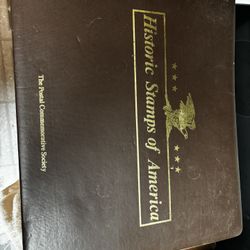 Historic Stamps of America
The Postal Commemorative Society